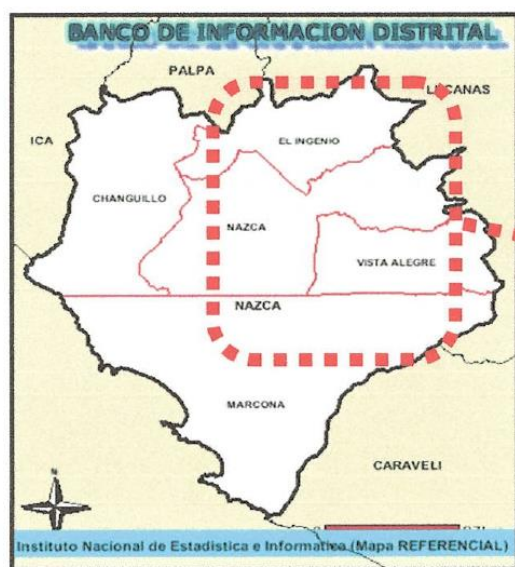 BANCO DE INFORMACION DISTRITAL
PALPA
LUCANAS
ICA
EL INGENIO
CHANGUILLO
NAZCA
VISTA ALEGRE
NAZCA
MARCONA
CARAVELI
N
Instituto Nacional de Estadística e Informática (Mapa REFERENCIAL)